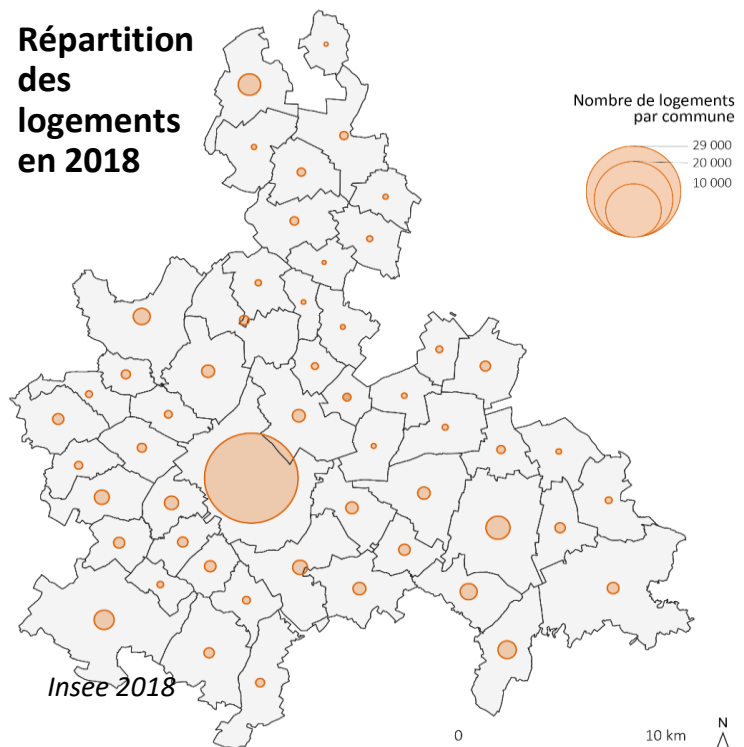 Répartition
des
logements
en 2018
Nombre de logements
par commune
29 000
20 000
10 000
Insee 2018
0 10 km
N